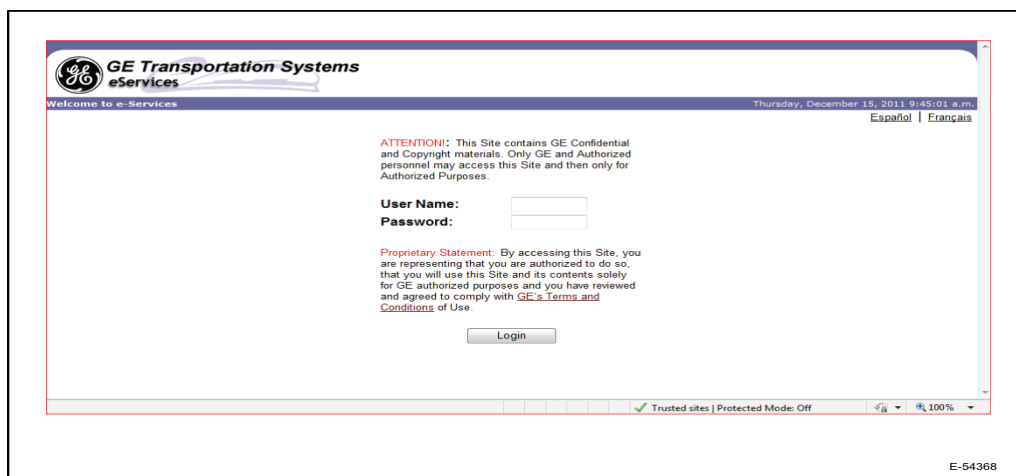 GE Transportation Systems
eServices
Welcome to e-Services
Thursday, December 15, 2011 9:45:01 a.m.
Español | Français
ATTENTION!: This Site contains GE Confidential
and Copyright materials. Only GE and Authorized
personnel may access this Site and then only for
Authorized Purposes.
User Name:
Password:
Proprietary Statement: By accessing this Site, you
are representing that you are authorized to do so,
that you will use this Site and its contents solely
for GE authorized purposes and you have reviewed
and agreed to comply with GE's Terms and
Conditions of Use.
Login
Trusted sites | Protected Mode: Off
100%
E-54368